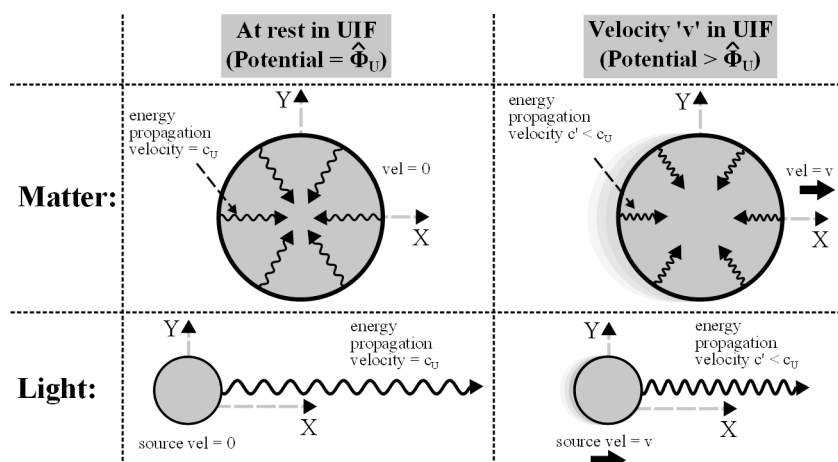 At rest in UIF
(Potential = Φ̂U)
Velocity 'v' in UIF
(Potential > Φ̂U)
Matter:
Y
energy
propagation
velocity = cU
vel = 0
X
Y
energy
propagation
velocity c' < cU
vel = v
X
Light:
Y
energy
propagation
velocity = cU
X
source vel = 0
Y
energy
propagation
velocity c' < cU
X
source vel = v